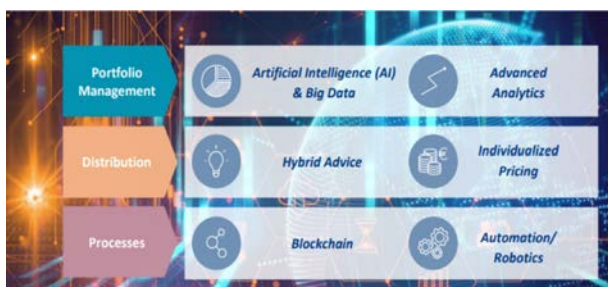 Portfolio
Management
Artificial Intelligence (AI)
& Big Data
Advanced
Analytics
Distribution
Hybrid Advice
€
Individualized
Pricing
Processes
Blockchain
Automation/
Robotics